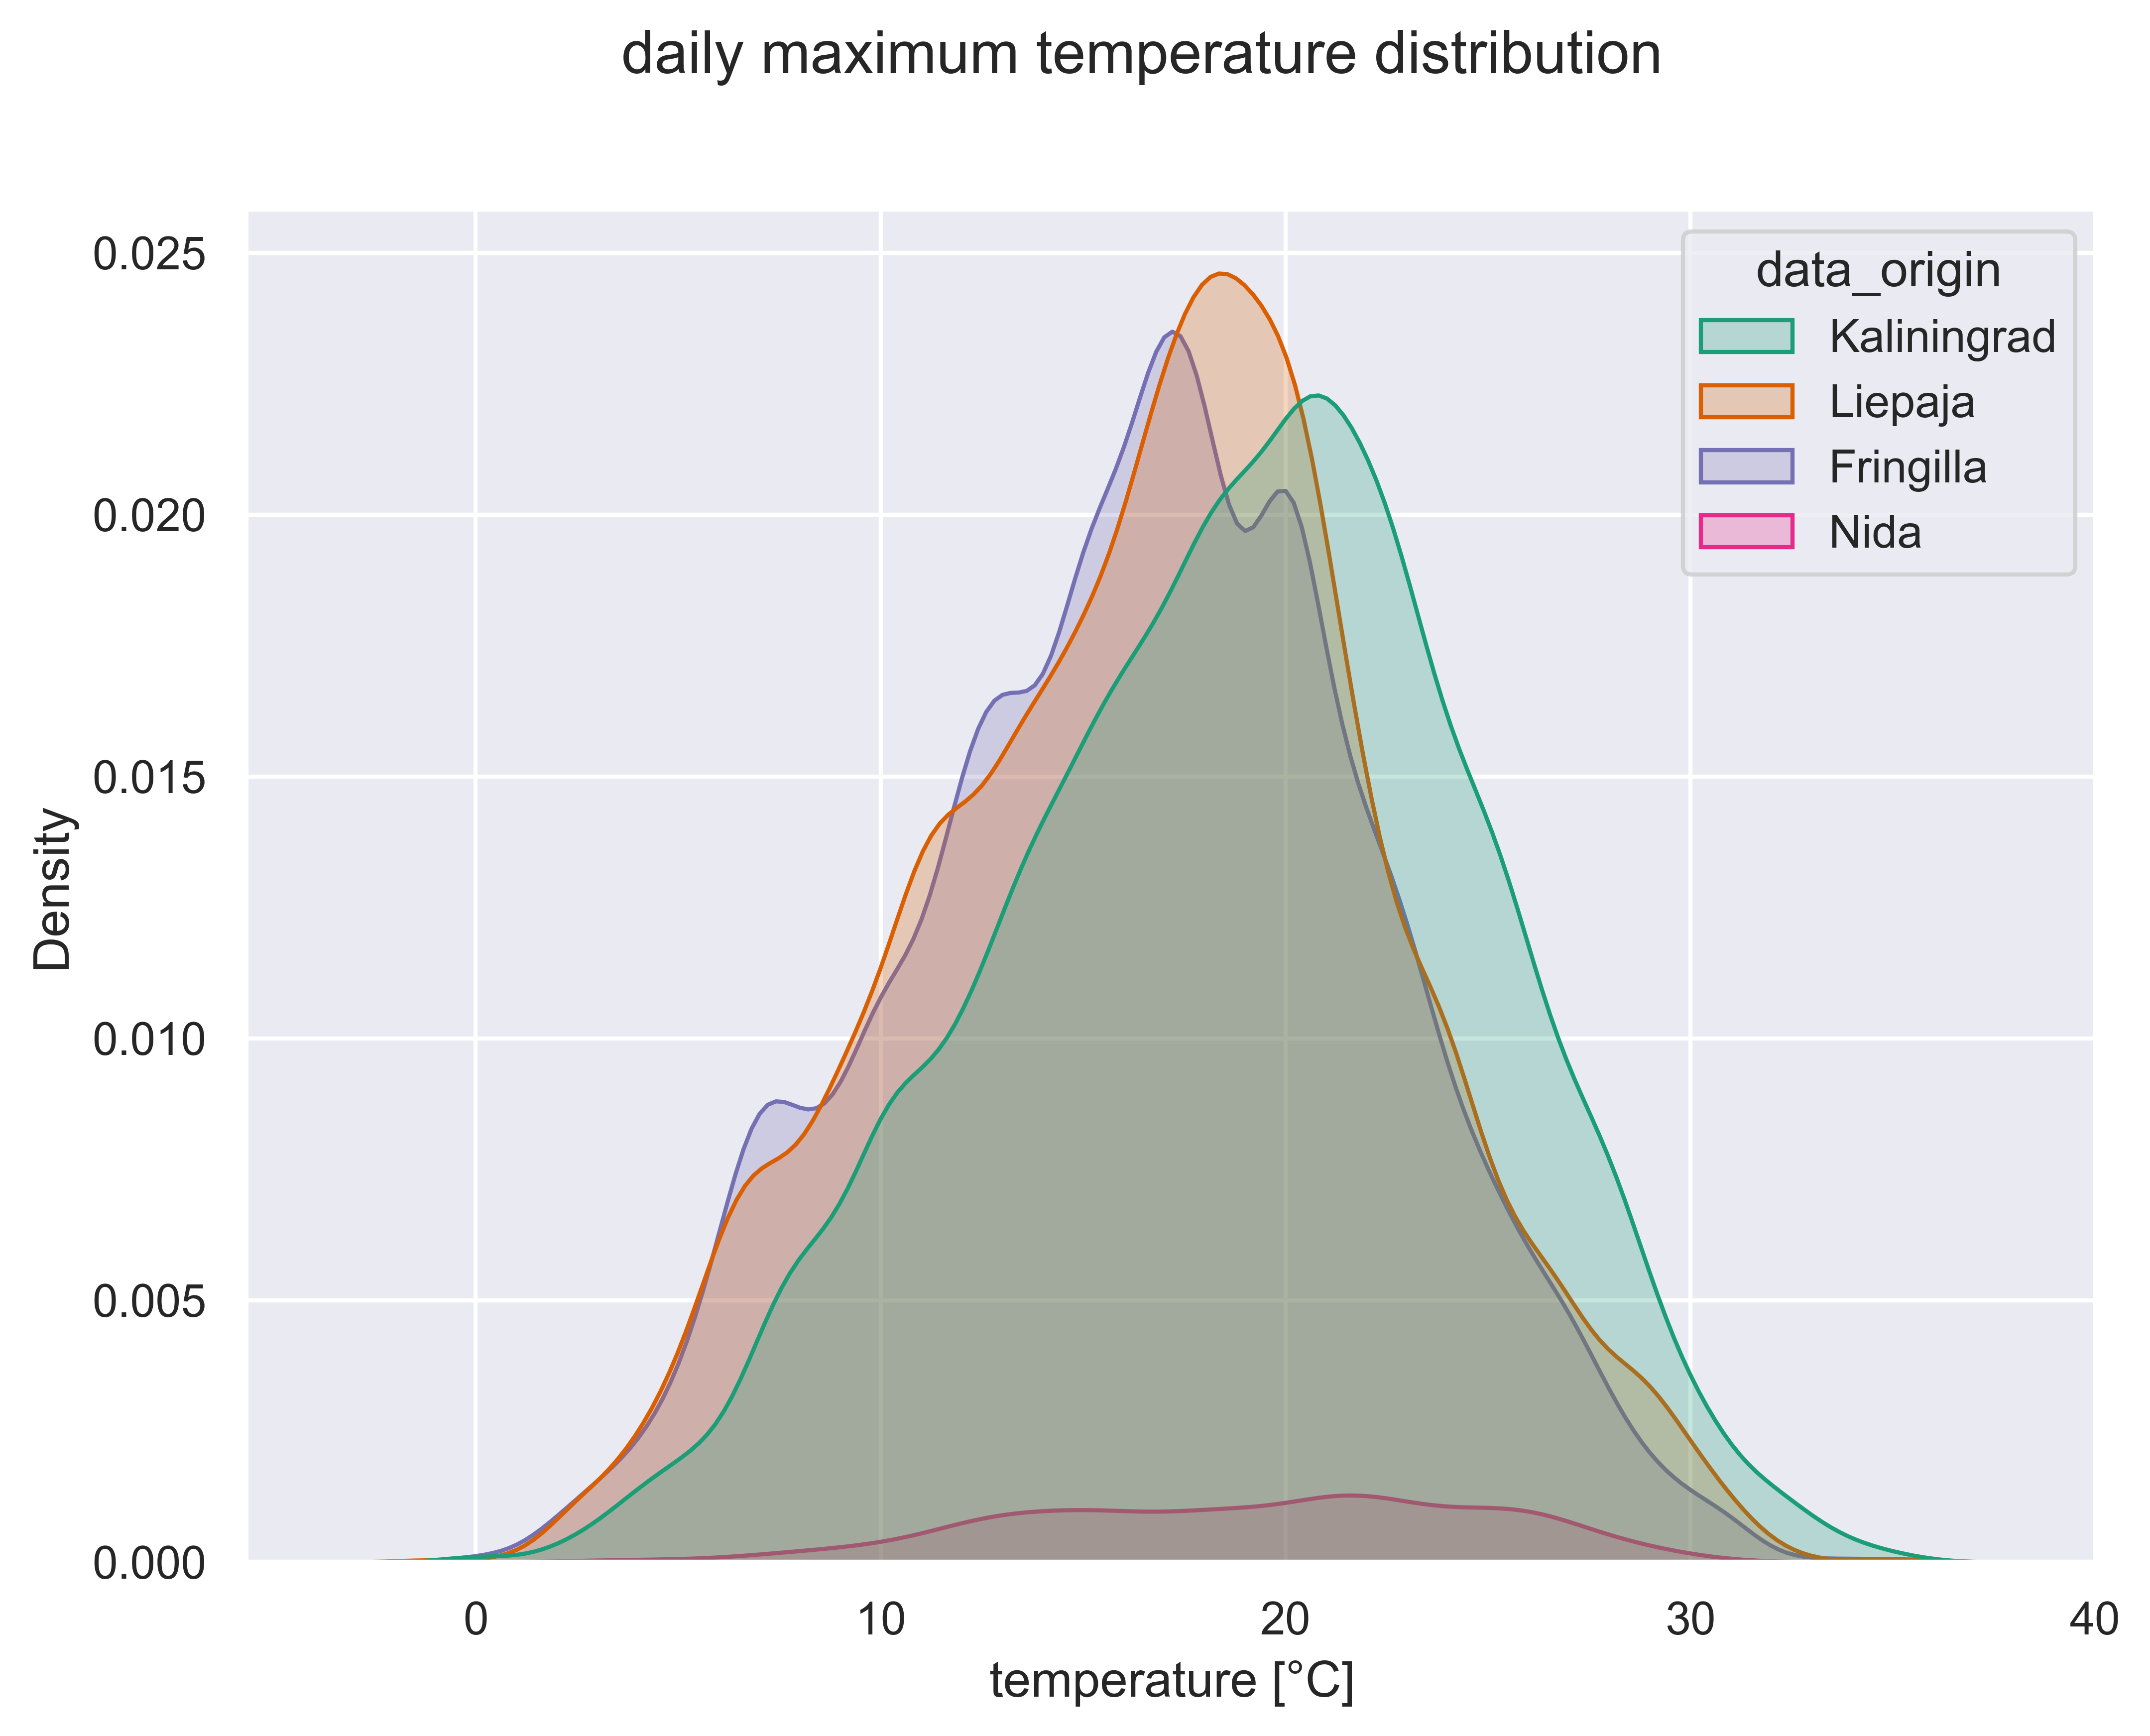 daily maximum temperature distribution
0.025
0.020
0.015
0.010
0.005
0.000
Density
0
10
20
30
40
temperature [°C]
data_origin
Kaliningrad
Liepaja
Fringilla
Nida